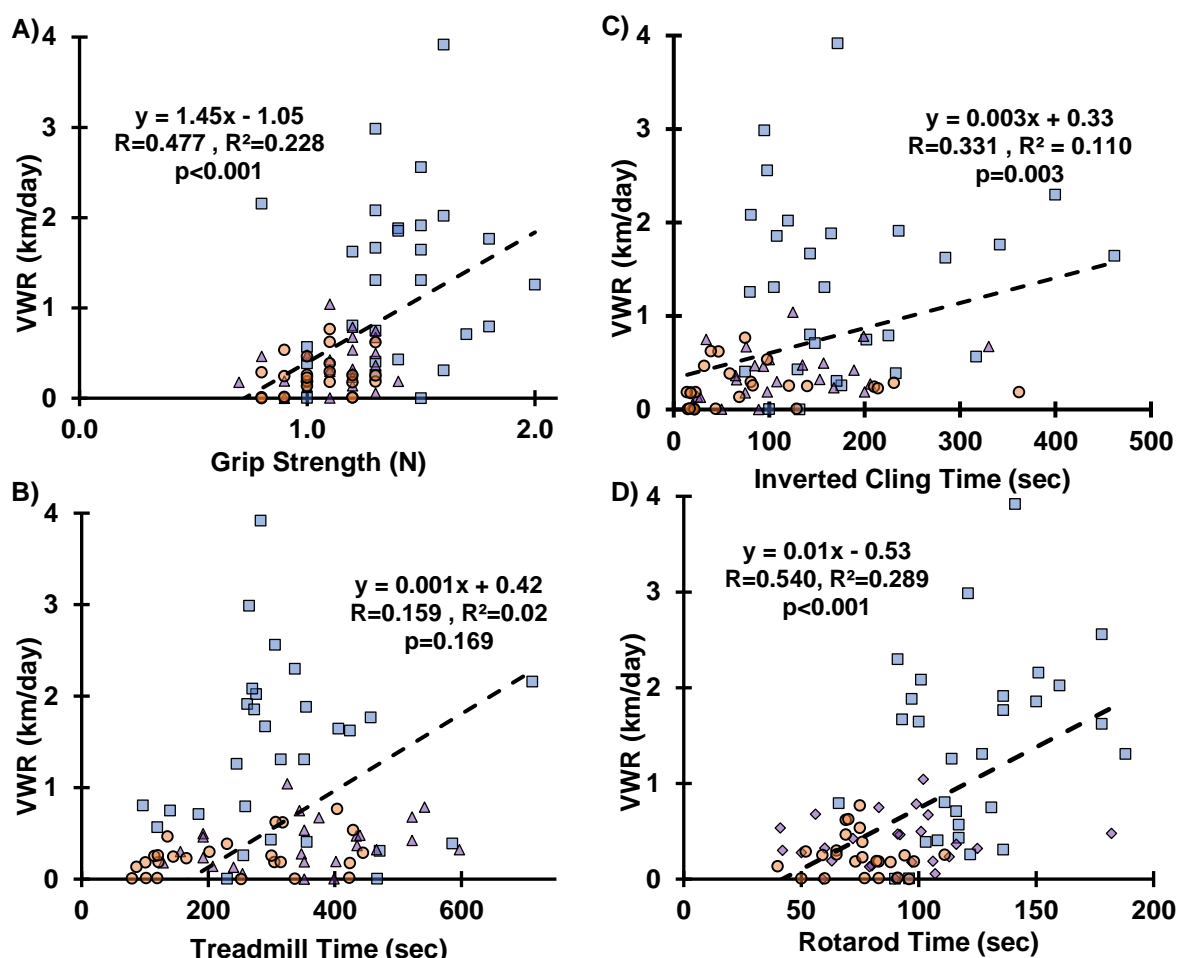 A)
4
3
2
1
0
VWR (km/day)
y = 1.45x - 1.05
R=0.477 , R²=0.228
p<0.001
0.0 1.0 2.0
Grip Strength (N)
C)
4
3
2
1
0
VWR (km/day)
y = 0.003x + 0.33
R=0.331 , R² = 0.110
p=0.003
0 100 200 300 400 500
Inverted Cling Time (sec)
B)
4
3
2
1
0
VWR (km/day)
y = 0.001x + 0.42
R=0.159 , R²=0.02
p=0.169
0 200 400 600
Treadmill Time (sec)
D)
4
3
2
1
0
VWR (km/day)
y = 0.01x - 0.53
R=0.540, R²=0.289
p<0.001
0 50 100 150 200
Rotarod Time (sec)